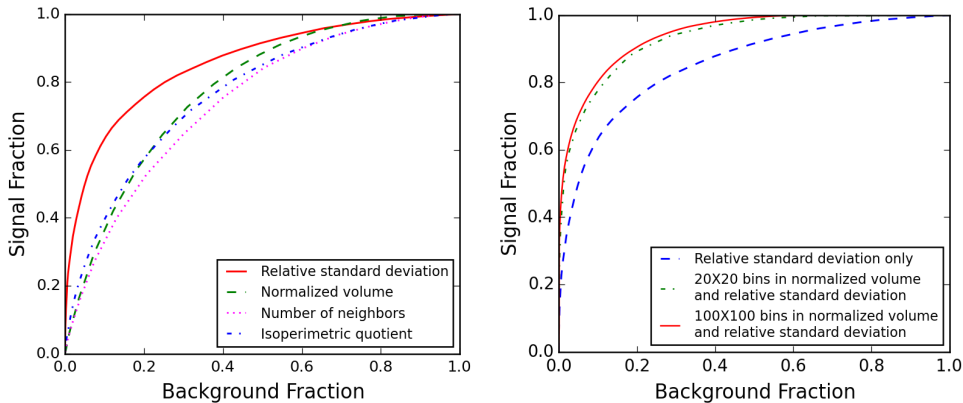 1.0
0.8
0.6
0.4
0.2
0.0
Signal Fraction
0.0 0.2 0.4 0.6 0.8 1.0
Background Fraction
Relative standard deviation
Normalized volume
Number of neighbors
Isoperimetric quotient
1.0
0.8
0.6
0.4
0.2
0.0
Signal Fraction
0.0 0.2 0.4 0.6 0.8 1.0
Background Fraction
Relative standard deviation only
20X20 bins in normalized volume
and relative standard deviation
100X100 bins in normalized volume
and relative standard deviation